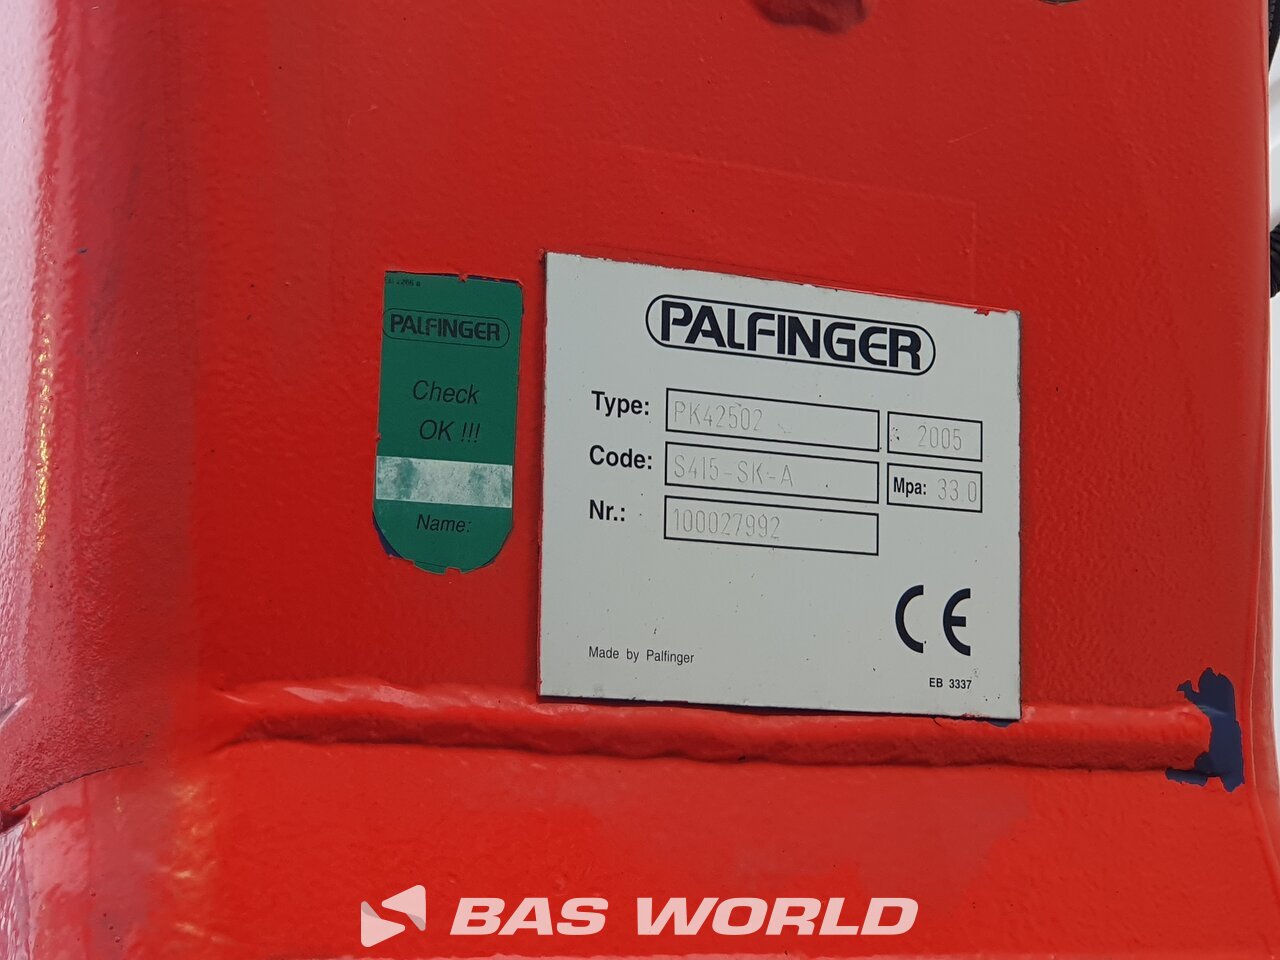 PALFINGER
Check
OK !!!
Name:
PALFINGER
Type: PK42502 2005
Code: S415-SK-A Mpa: 33.0
Nr.: 100027992
CE
Made by Palfinger
EB 3337
BAS WORLD